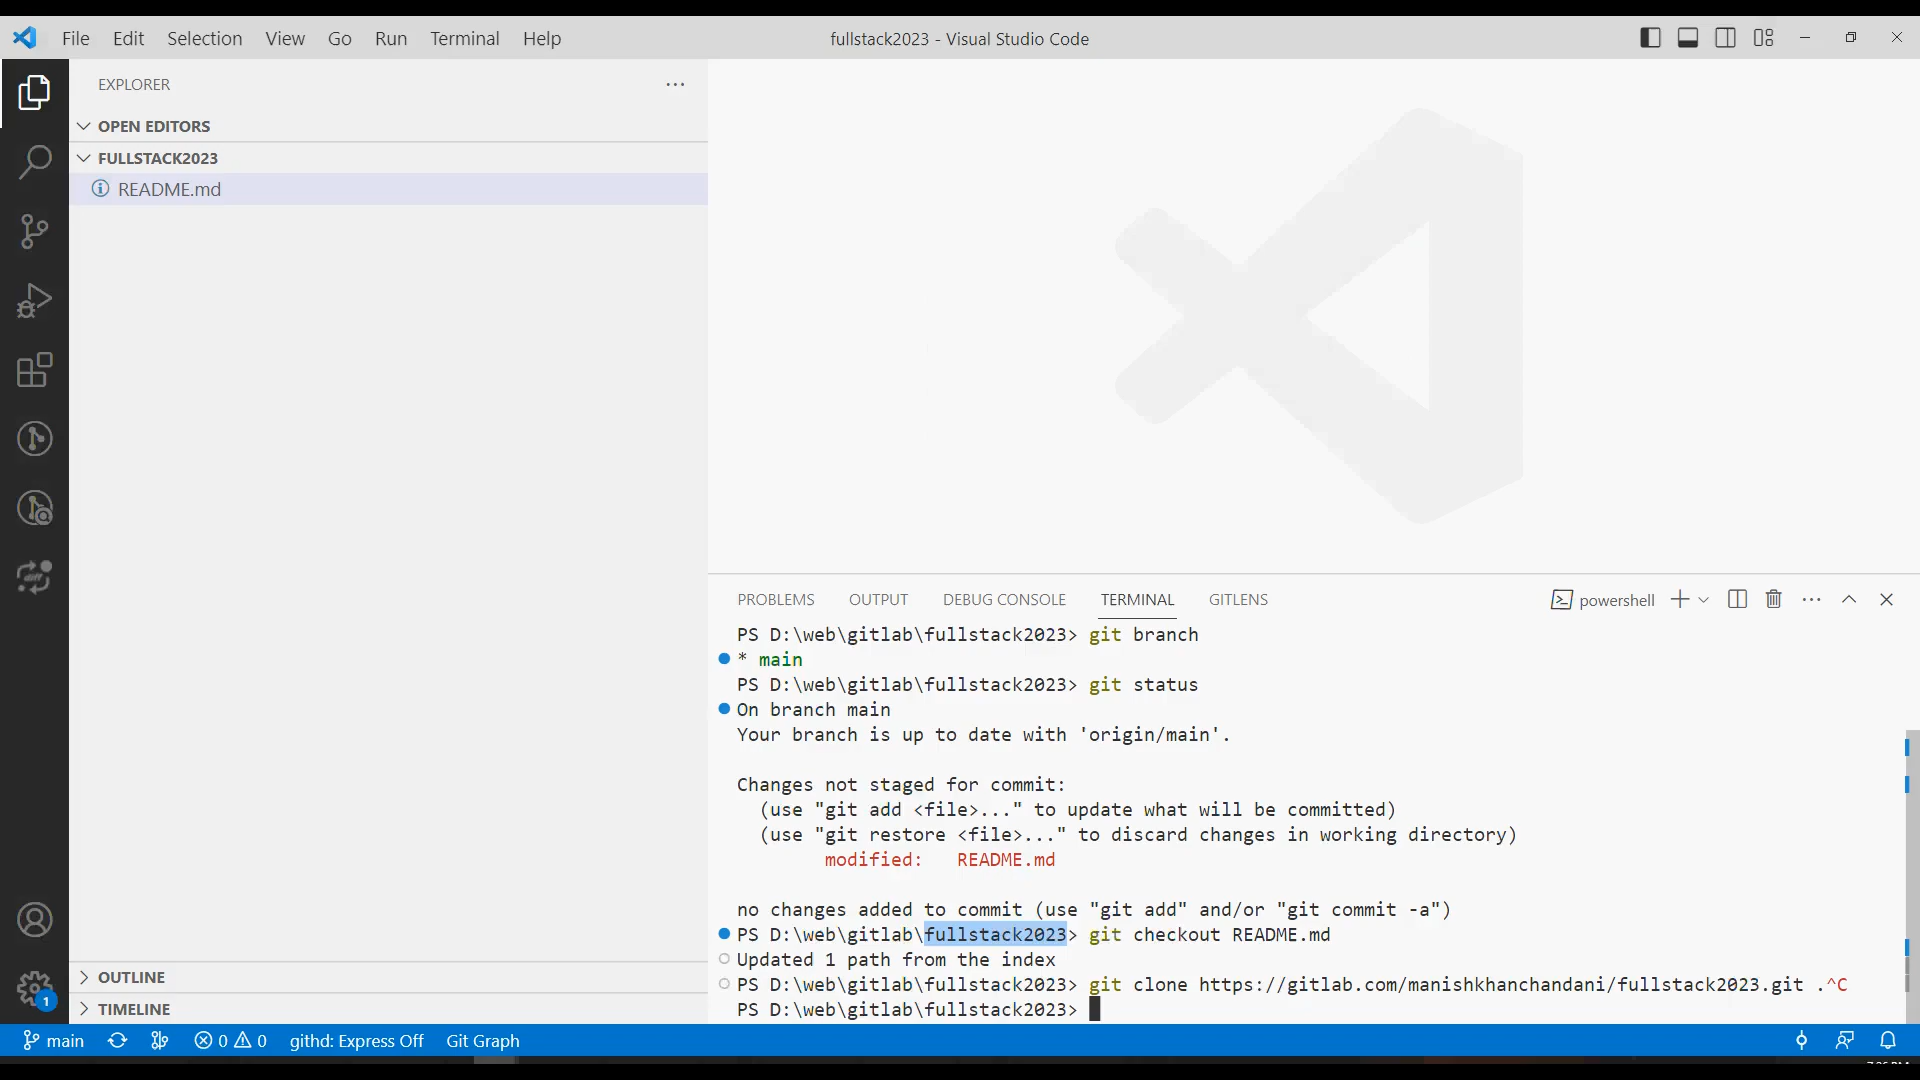 File Edit Selection View Go Run Terminal Help
fullstack2023 - Visual Studio Code
EXPLORER
OPEN EDITORS
FULLSTACK2023
README.md
PROBLEMS OUTPUT DEBUG CONSOLE TERMINAL GITLENS
powershell
PS D:\web\gitlab\fullstack2023> git branch
* main
PS D:\web\gitlab\fullstack2023> git status
On branch main
Your branch is up to date with 'origin/main'.
Changes not staged for commit:
(use "git add <file>..." to update what will be committed)
(use "git restore <file>..." to discard changes in working directory)
modified: README.md
no changes added to commit (use "git add" and/or "git commit -a")
PS D:\web\gitlab\fullstack2023> git checkout README.md
Updated 1 path from the index
PS D:\web\gitlab\fullstack2023> git clone https://gitlab.com/manishkhanchandani/fullstack2023.git .^C
PS D:\web\gitlab\fullstack2023>
OUTLINE
TIMELINE
1
main 0 0 githd: Express Off Git Graph